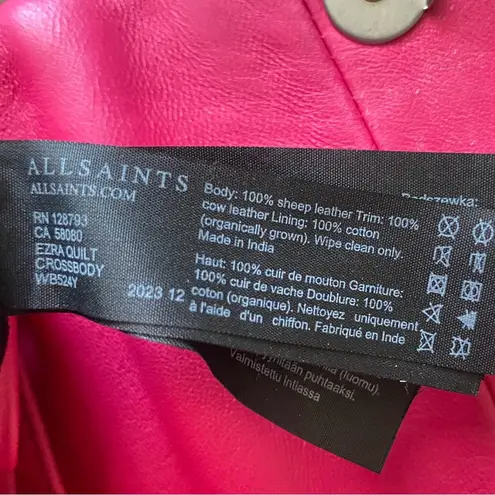 ALLSAINTS
ALLSAINTS.COM
RN 128793
CA 58080
EZRA QUILT
CROSSBODY
WB524Y
2023 12
Body: 100% sheep leather Trim: 100%
cow leather Lining: 100% cotton
(organically grown). Wipe clean only.
Made in India
Haut: 100% cuir de mouton Garniture:
100% cuir de vache Doublure: 100%
coton (organique). Nettoyez uniquement
à l'aide d'un chiffon. Fabriqué en Inde
(luomu).
puhtaaksi.
Valmistettu Intiassa